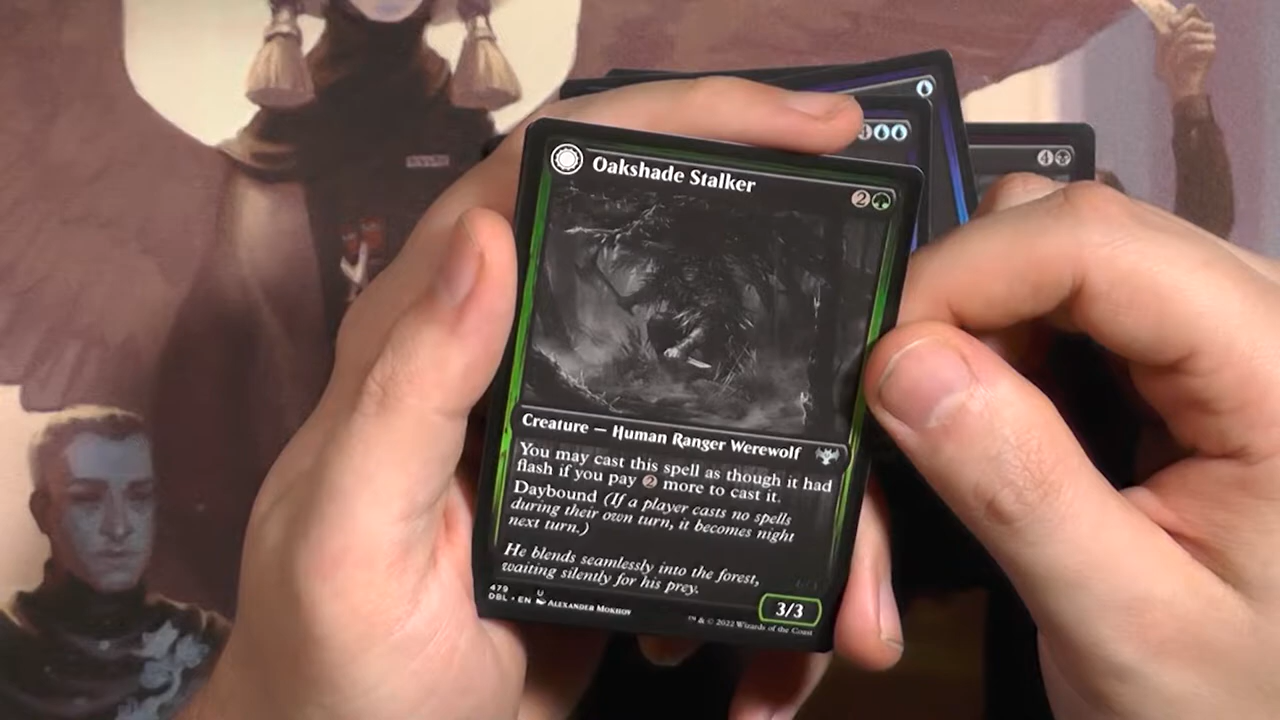 Oakshade Stalker
2
4
4
Creature — Human Ranger Werewolf
You may cast this spell as though it had
flash if you pay 2 more to cast it.
Daybound (If a player casts no spells
during their own turn, it becomes night
next turn.)
He blends seamlessly into the forest,
waiting silently for his prey.
479 U
DBL • EN ALEXANDER MOKHOV
3/3
™ & © 2022 Wizards of the Coast